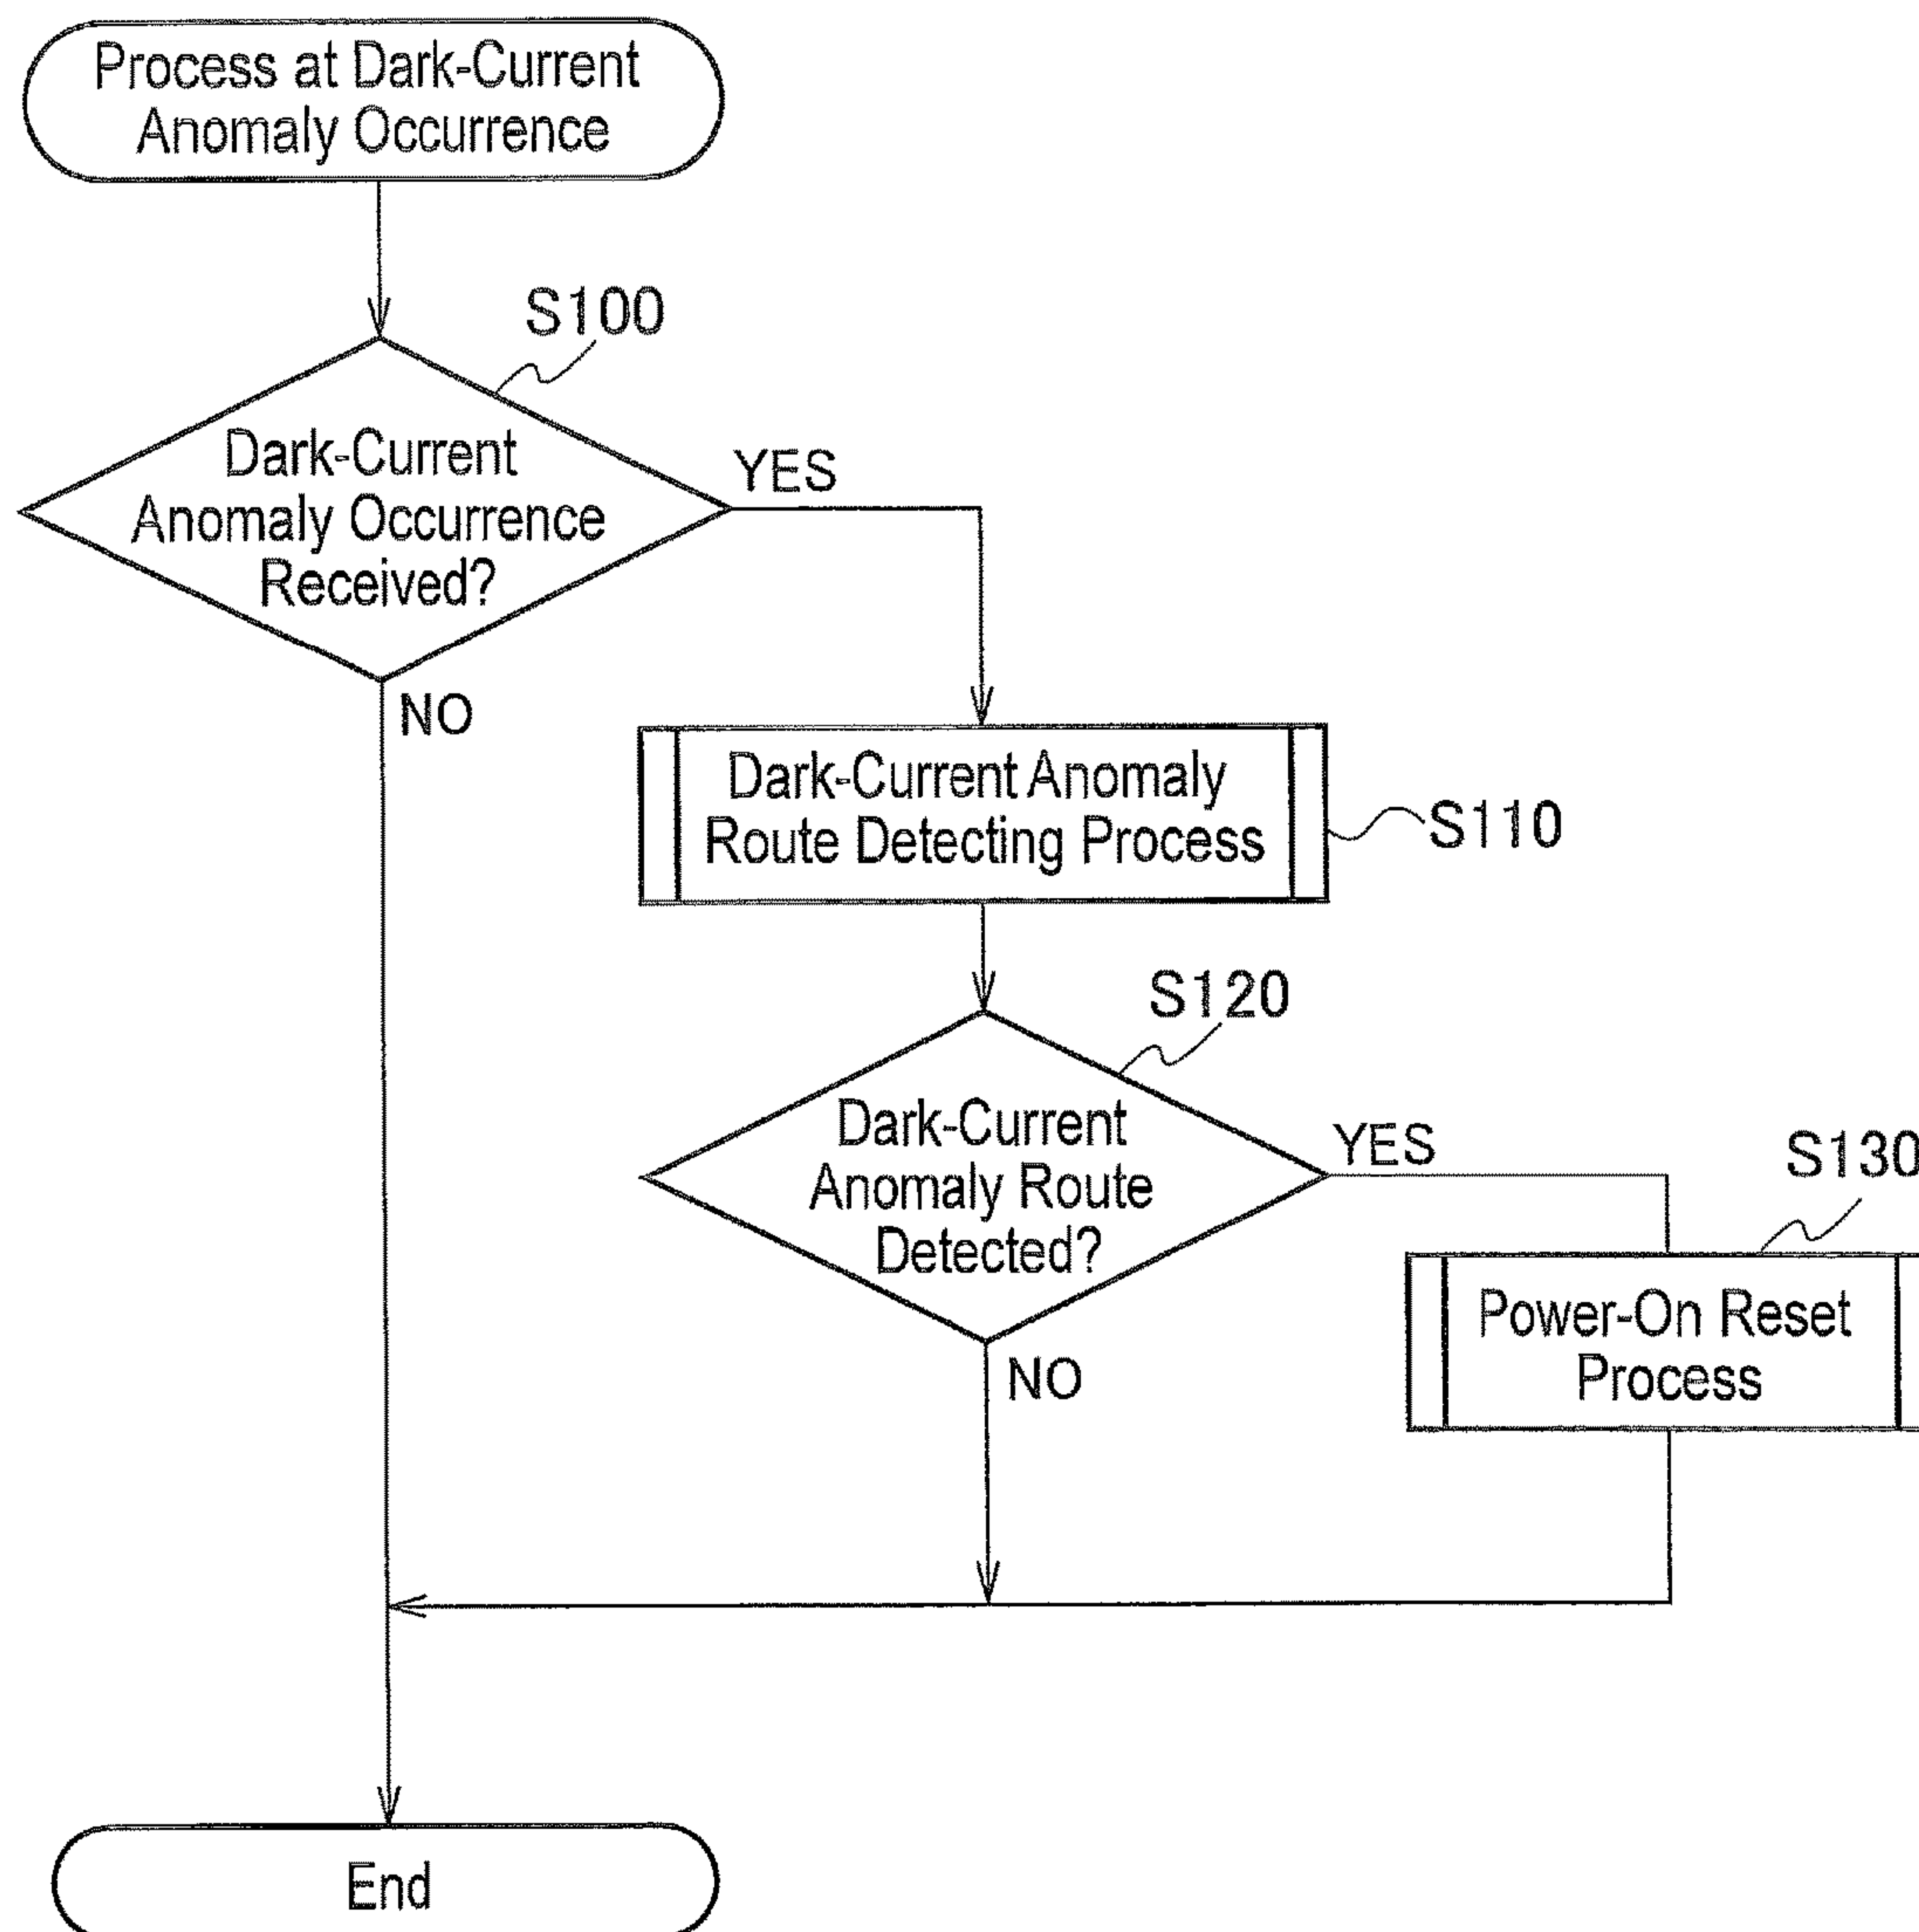 Process at Dark-Current
Anomaly Occurrence
S100
Dark-Current
Anomaly Occurrence
Received?
YES
NO
Dark-Current Anomaly
Route Detecting Process
S110
S120
Dark-Current
Anomaly Route
Detected?
YES
NO
S130
Power-On Reset
Process
End